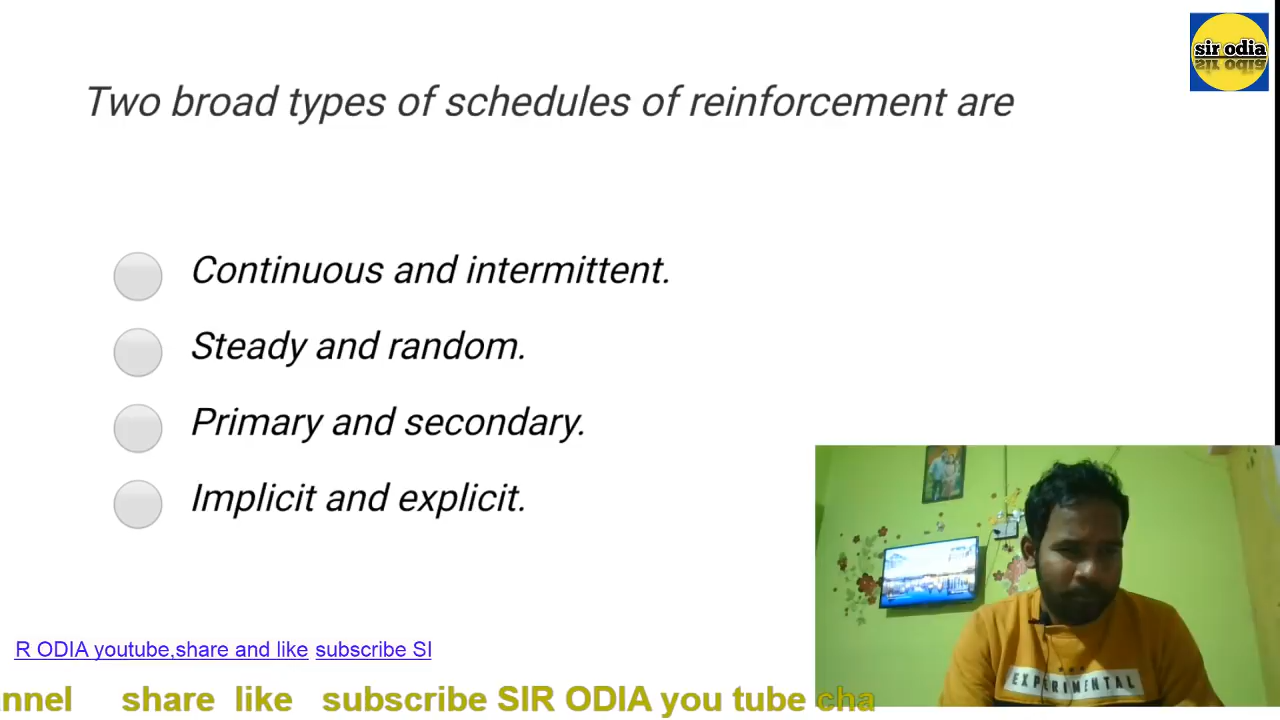 sir odia
Two broad types of schedules of reinforcement are
Continuous and intermittent.
Steady and random.
Primary and secondary.
Implicit and explicit.
EXPERIMENTAL
R ODIA youtube,share and like subscribe SI
nnel share like subscribe SIR ODIA you tube cha